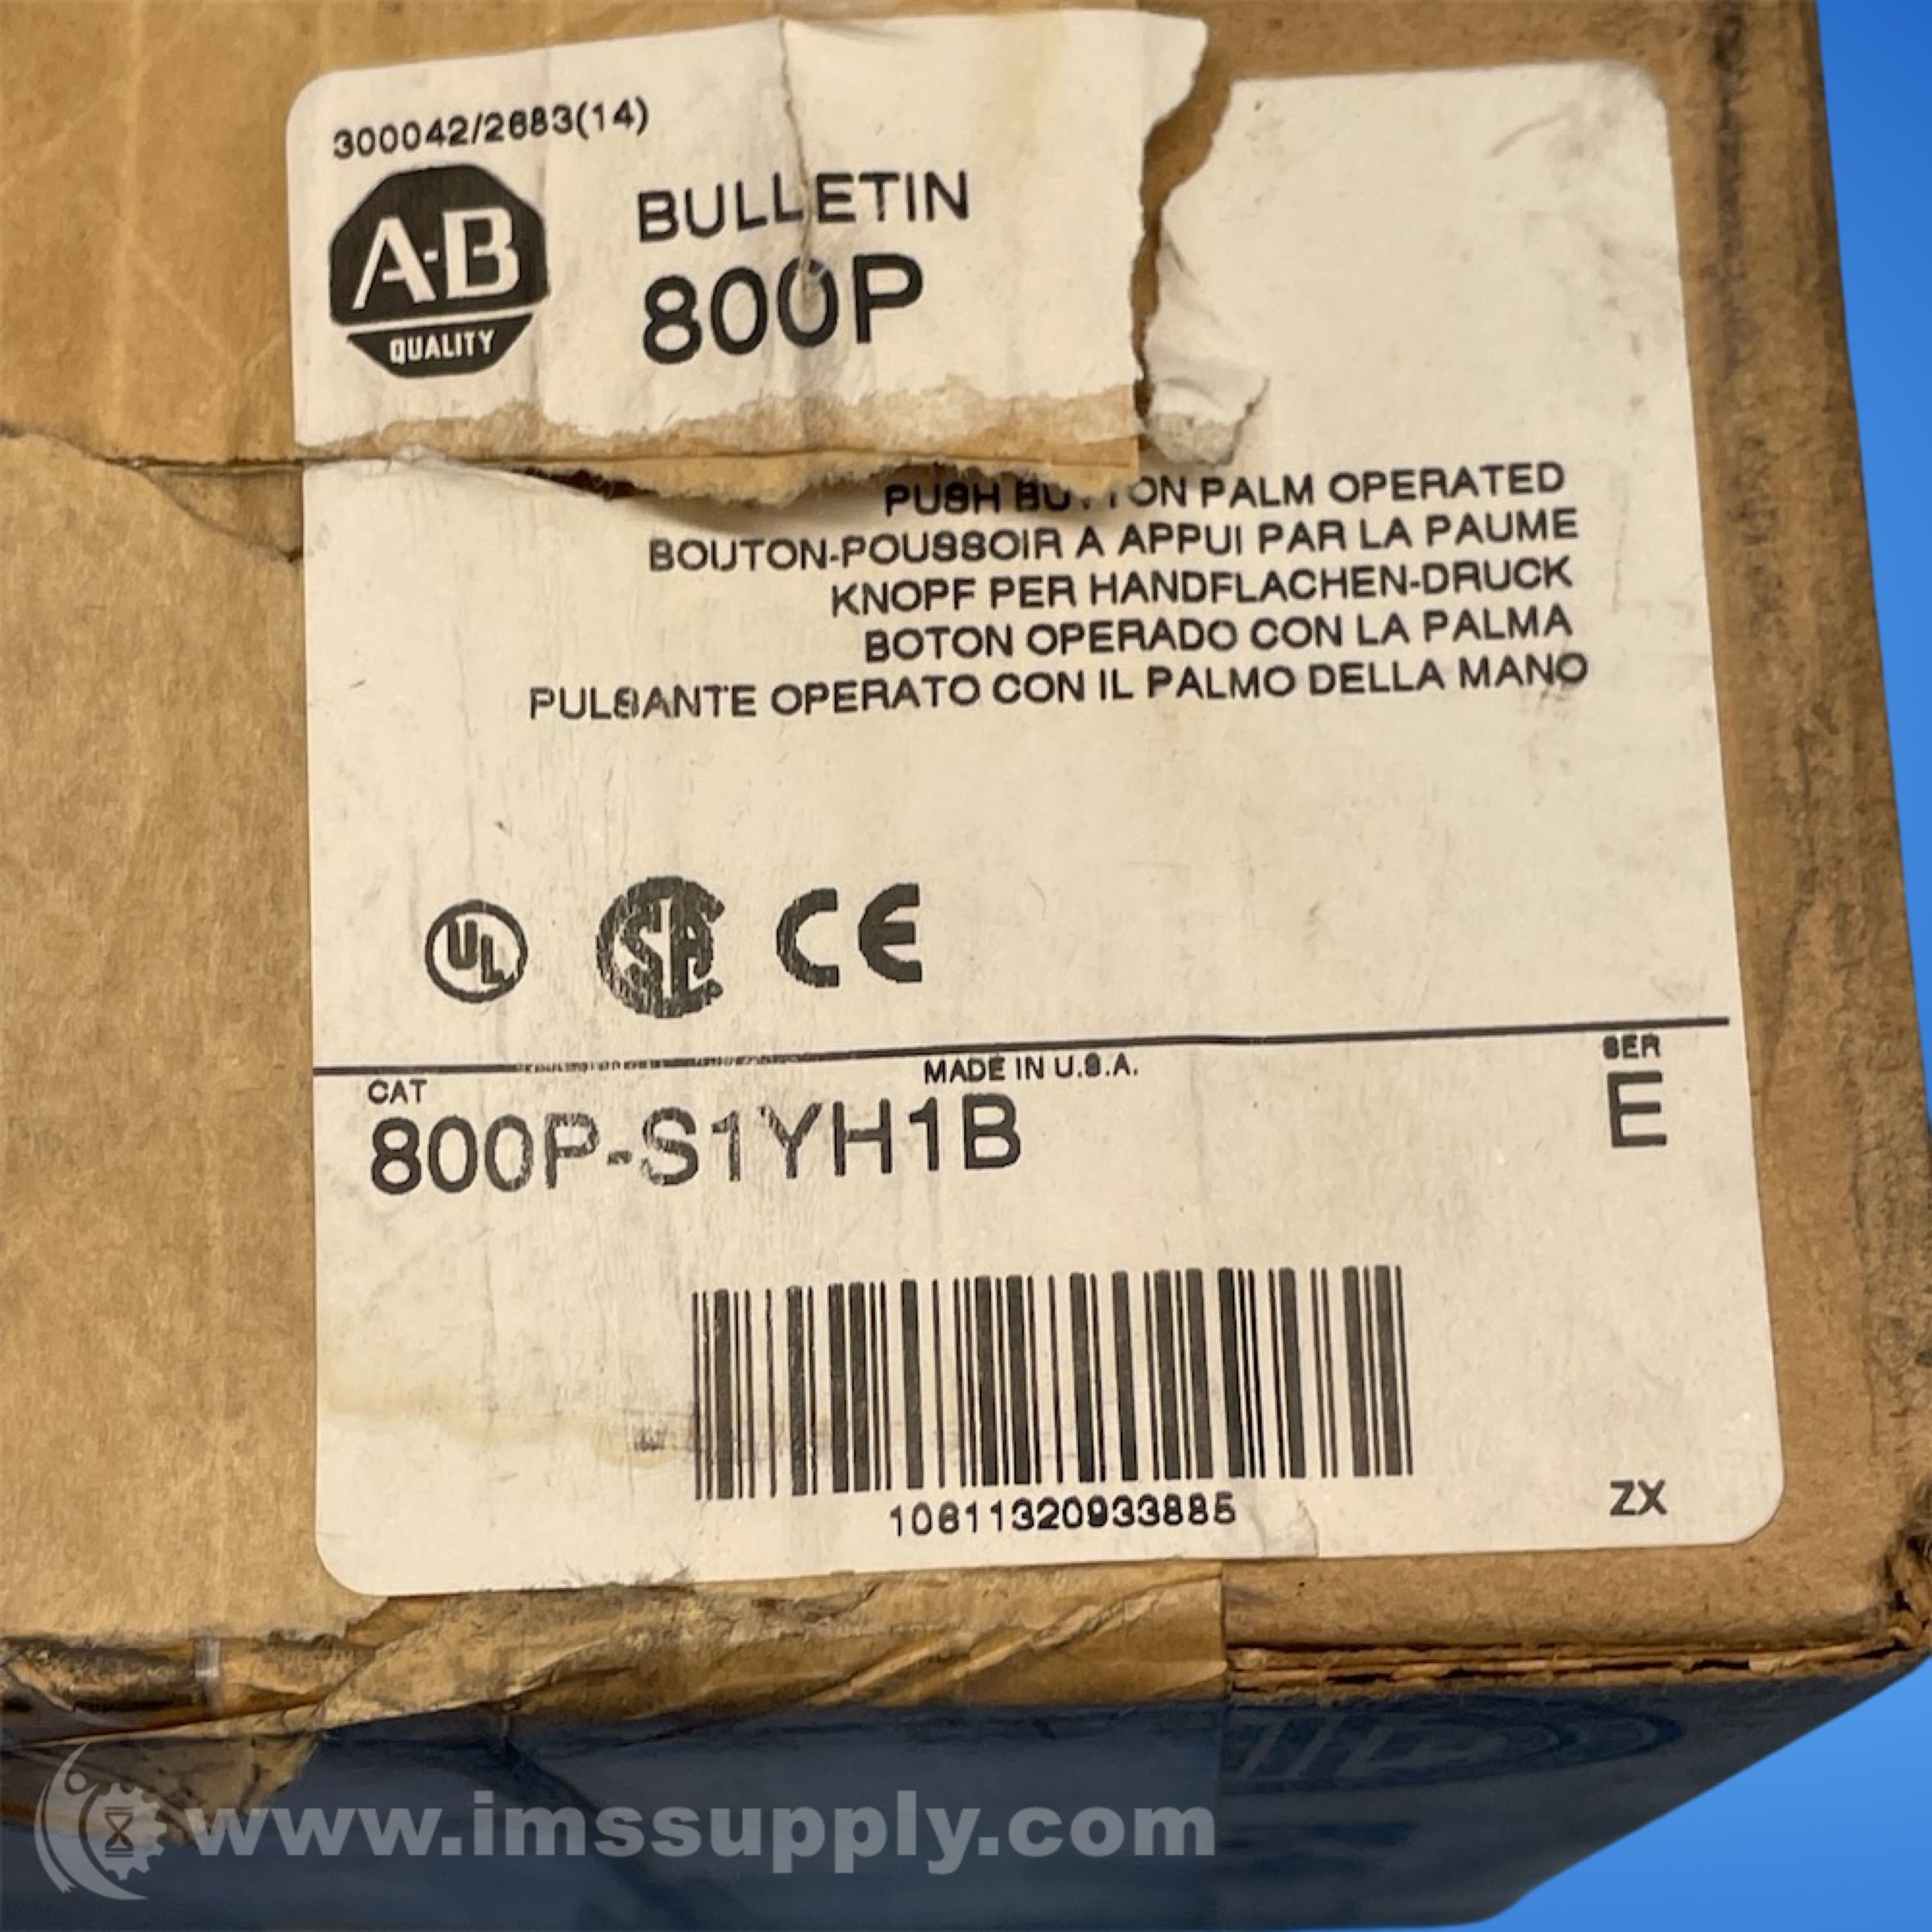 300042/2683(14)
A-B
QUALITY
BULLETIN
800P
PUSH BUTTON PALM OPERATED
BOUTON-POUSSOIR A APPUI PAR LA PAUME
KNOPF PER HANDFLACHEN-DRUCK
BOTON OPERADO CON LA PALMA
PULSANTE OPERATO CON IL PALMO DELLA MANO
UL CSA CE
MADE IN U.S.A.
CAT
800P-S1YH1B
SER
E
10611320933885
ZX
www.imssupply.com